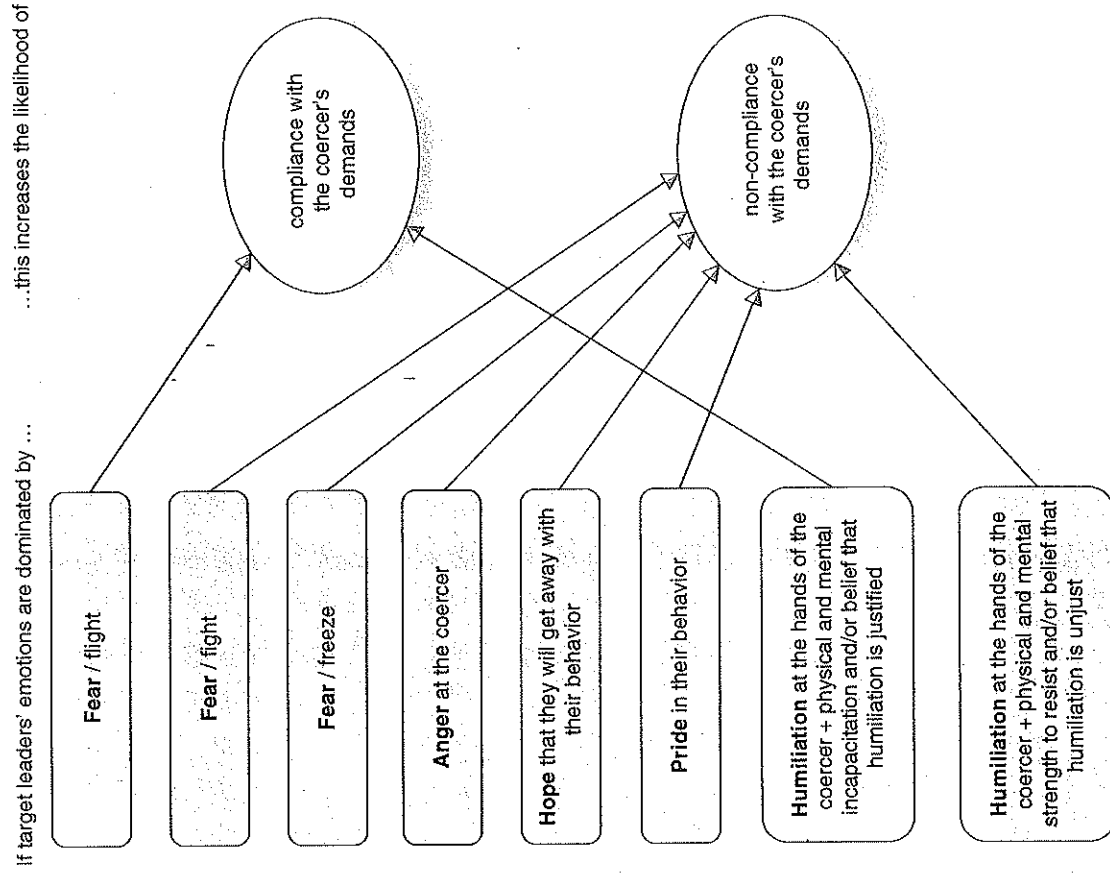 If target leaders' emotions are dominated by ...
...this increases the likelihood of
Fear / flight
Fear / fight
Fear / freeze
Anger at the coercer
Hope that they will get away with
their behavior
Pride in their behavior
Humiliation at the hands of the
coercer + physical and mental
incapacitation and/or belief that
humiliation is justified
Humiliation at the hands of the
coercer + physical and mental
strength to resist and/or belief that
humiliation is unjust
compliance with
the coercer's
demands
non-compliance
with the coercer's
demands